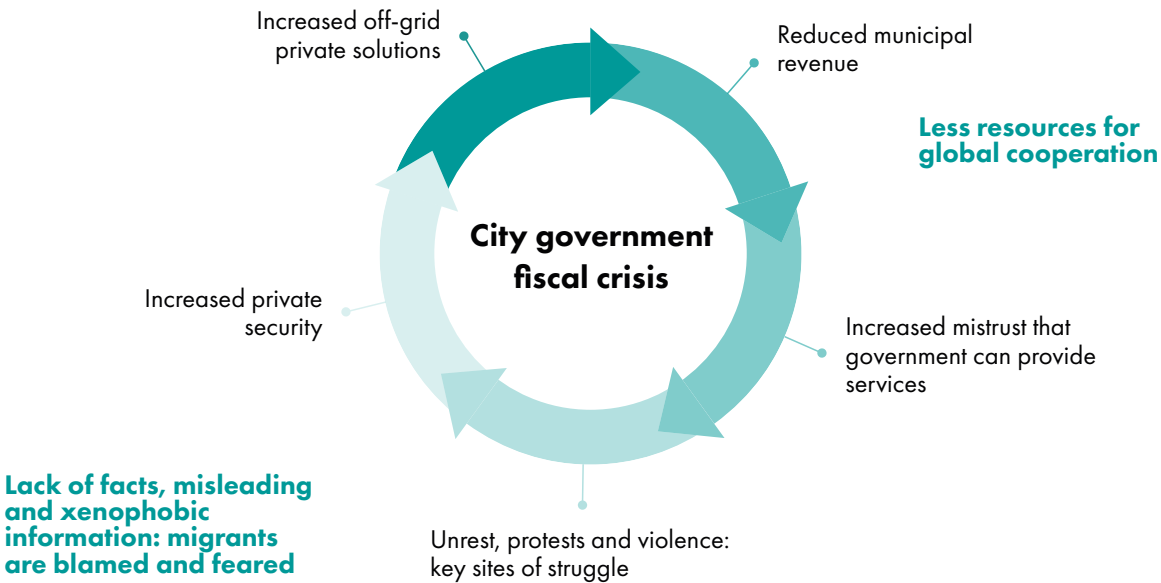 Increased off-grid
private solutions
Reduced municipal
revenue
Less resources for
global cooperation
City government
fiscal crisis
Increased private
security
Increased mistrust that
government can provide
services
Lack of facts, misleading
and xenophobic
information: migrants
are blamed and feared
Unrest, protests and violence:
key sites of struggle